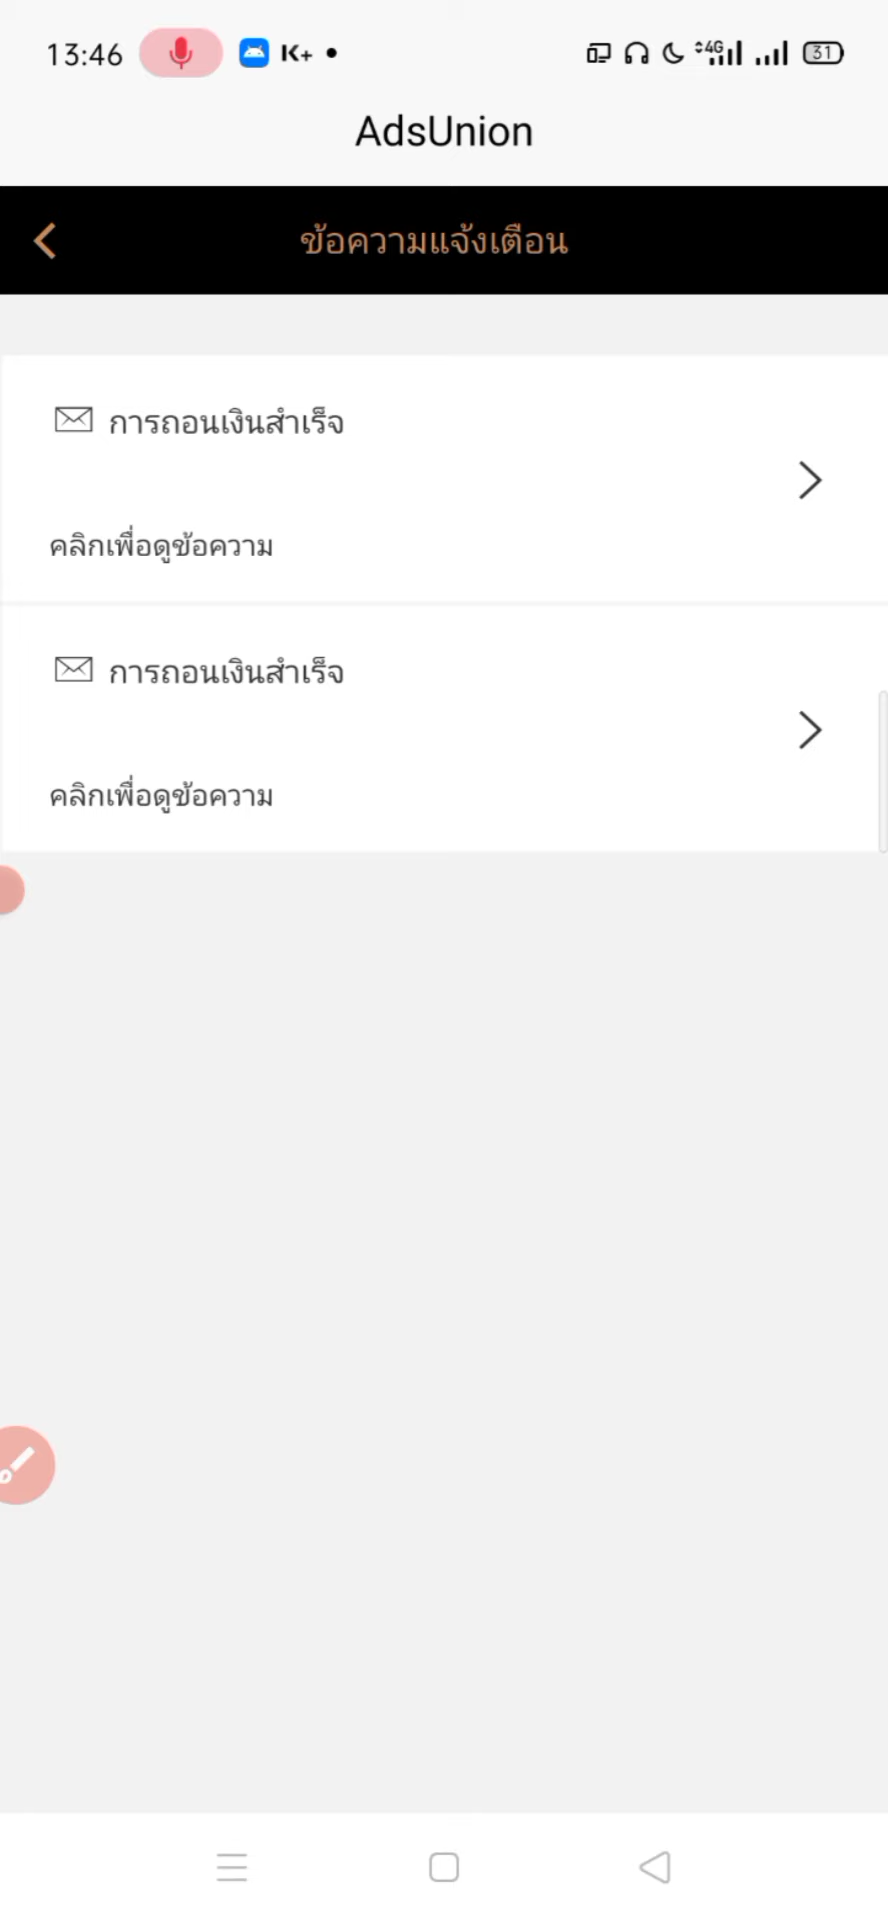 13:46 K+ • 4G 31
AdsUnion
ข้อความแจ้งเตือน
การถอนเงินสำเร็จ
คลิกเพื่อดูข้อความ
การถอนเงินสำเร็จ
คลิกเพื่อดูข้อความ